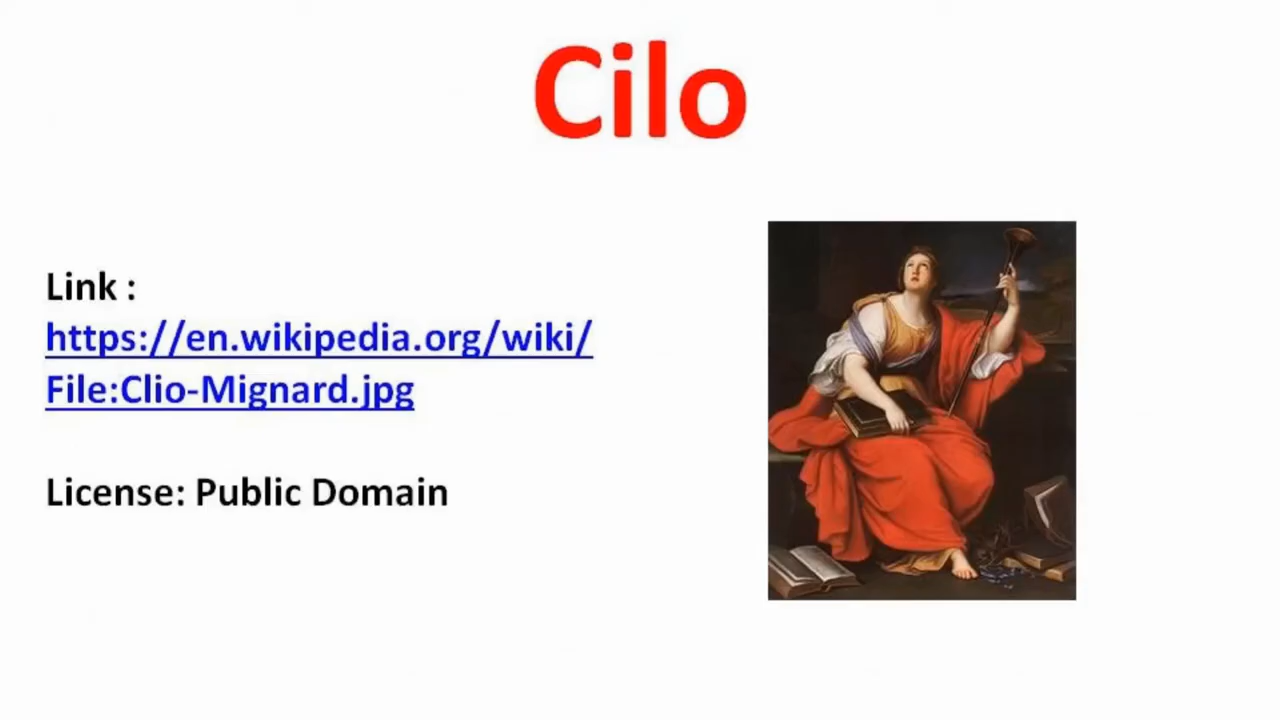 Cilo
Link :
https://en.wikipedia.org/wiki/
File:Clio-Mignard.jpg
License: Public Domain